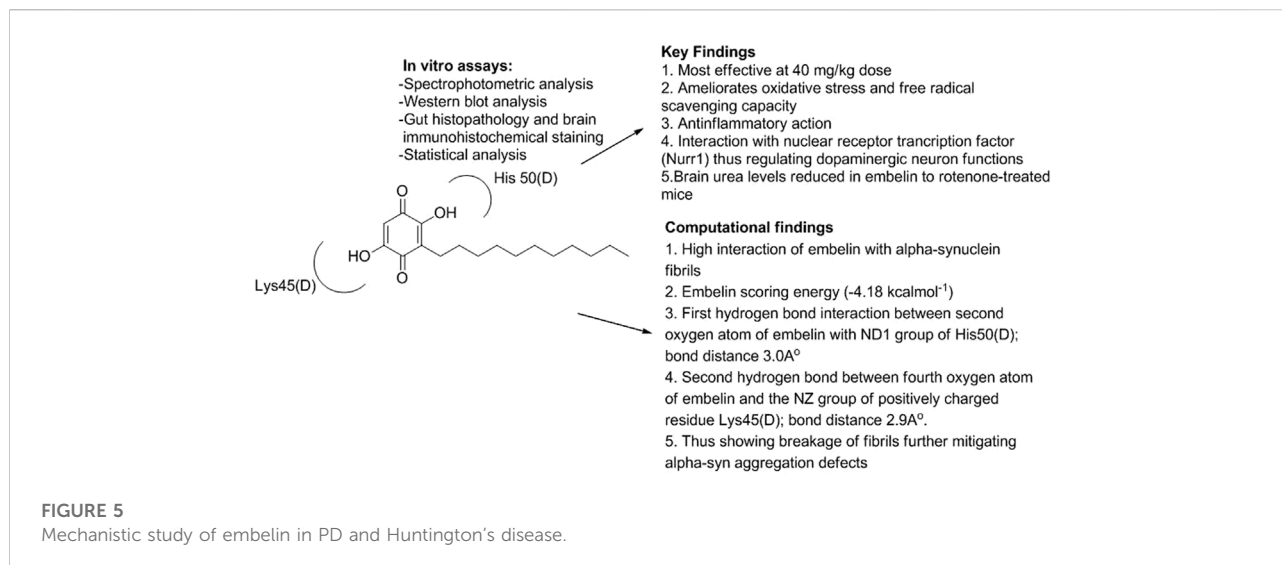 In vitro assays:
-Spectrophotometric analysis
-Western blot analysis
-Gut histopathology and brain
immunohistochemical staining
-Statistical analysis
His 50(D)
O
OH
HO
O
Lys45(D)
Key Findings
1. Most effective at 40 mg/kg dose
2. Ameliorates oxidative stress and free radical
scavenging capacity
3. Antinflammatory action
4. Interaction with nuclear receptor trancription factor
(Nurr1) thus regulating dopaminergic neuron functions
5.Brain urea levels reduced in embelin to rotenone-treated
mice
Computational findings
1. High interaction of embelin with alpha-synuclein
fibrils
2. Embelin scoring energy (-4.18 kcalmol⁻¹)
3. First hydrogen bond interaction between second
oxygen atom of embelin with ND1 group of His50(D);
bond distance 3.0Aº
4. Second hydrogen bond between fourth oxygen atom
of embelin and the NZ group of positively charged
residue Lys45(D); bond distance 2.9Aº.
5. Thus showing breakage of fibrils further mitigating
alpha-syn aggregation defects
FIGURE 5
Mechanistic study of embelin in PD and Huntington's disease.